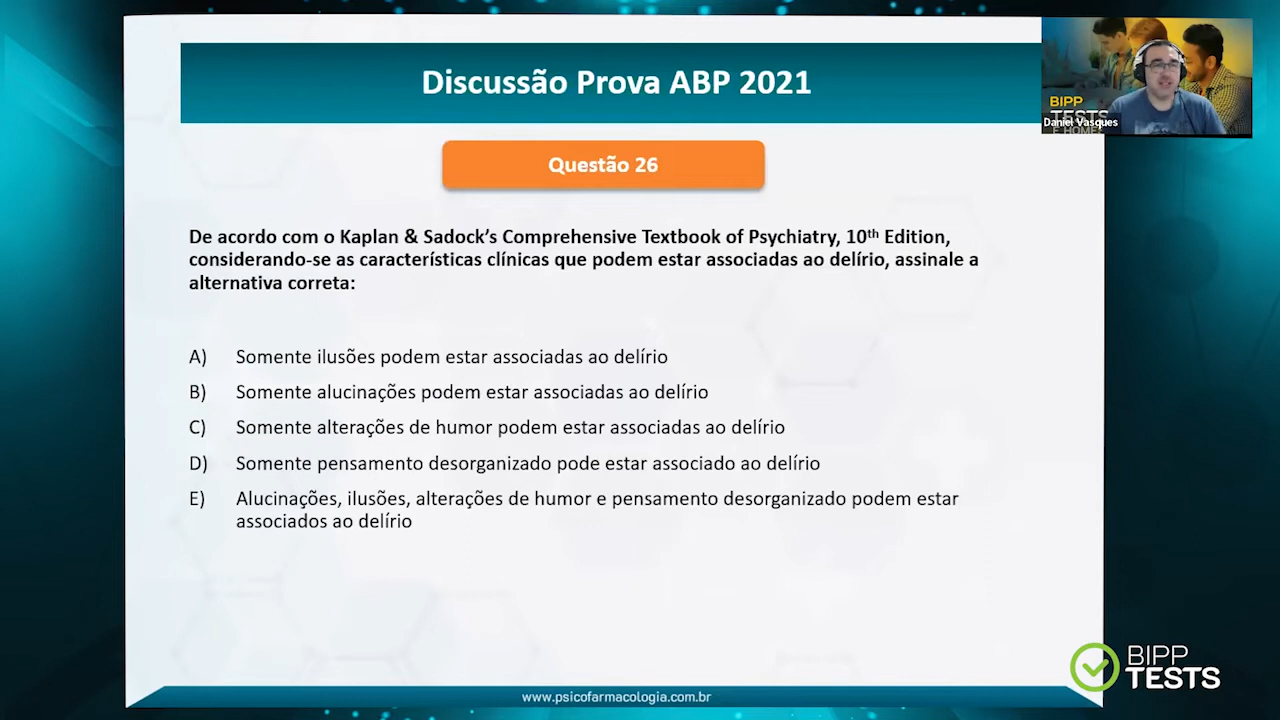 Discussão Prova ABP 2021
BIPP
TESTS
É HOME!
Daniel Vasques
Questão 26
De acordo com o Kaplan & Sadock’s Comprehensive Textbook of Psychiatry, 10th Edition,
considerando-se as características clínicas que podem estar associadas ao delírio, assinale a
alternativa correta:
A) Somente ilusões podem estar associadas ao delírio
B) Somente alucinações podem estar associadas ao delírio
C) Somente alterações de humor podem estar associadas ao delírio
D) Somente pensamento desorganizado pode estar associado ao delírio
E) Alucinações, ilusões, alterações de humor e pensamento desorganizado podem estar
associados ao delírio
BIPP
TESTS
www.psicofarmacologia.com.br